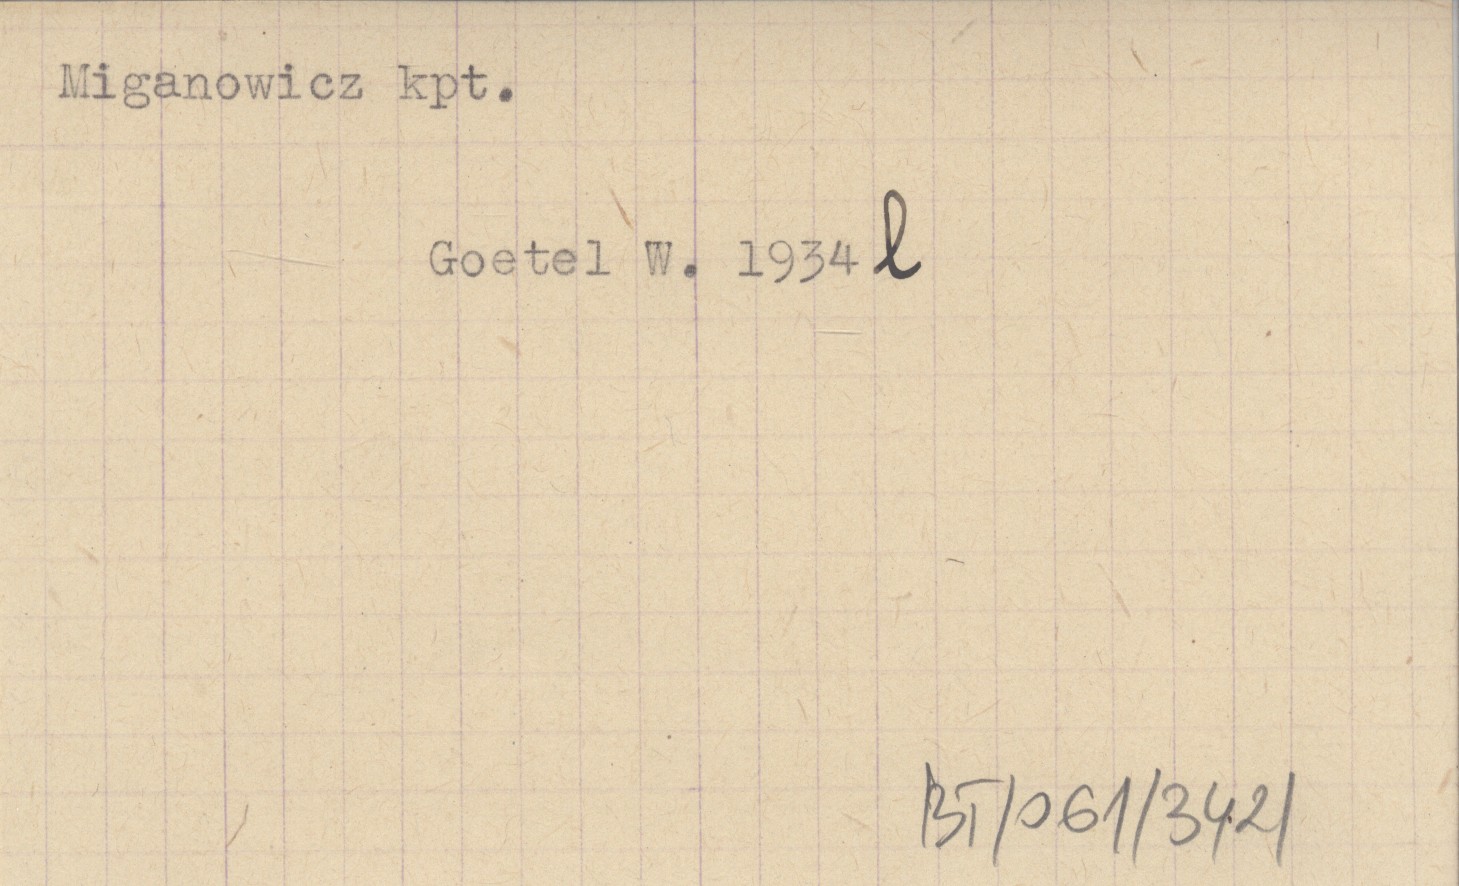 Miganowicz kpt.
Goetel W. 1934 l
BT/061/3421